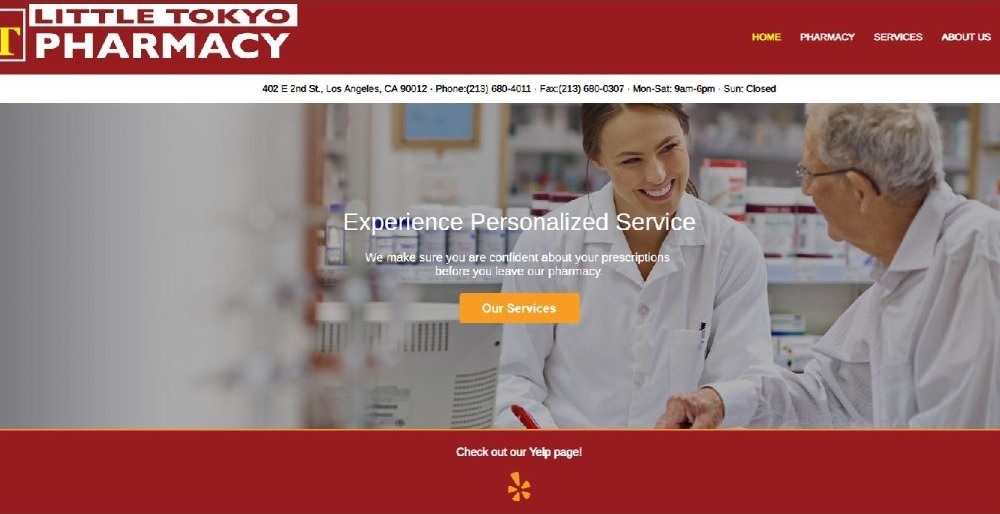 T
LITTLE TOKYO
PHARMACY
HOME PHARMACY SERVICES ABOUT US
402 E 2nd St., Los Angeles, CA 90012 · Phone:(213) 680-4011 · Fax:(213) 680-0307 · Mon-Sat: 9am-6pm · Sun: Closed
Experience Personalized Service
We make sure you are confident about your prescriptions
before you leave our pharmacy.
Our Services
Check out our Yelp page!